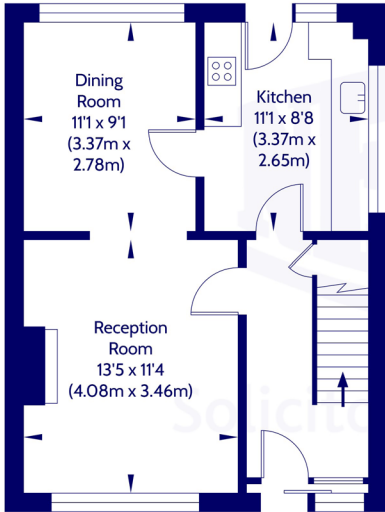 Dining
Room
11'1 x 9'1
(3.37m x
2.78m)
Kitchen
11'1 x 8'8
(3.37m x
2.65m)
Reception
Room
13'5 x 11'4
(4.08m x 3.46m)